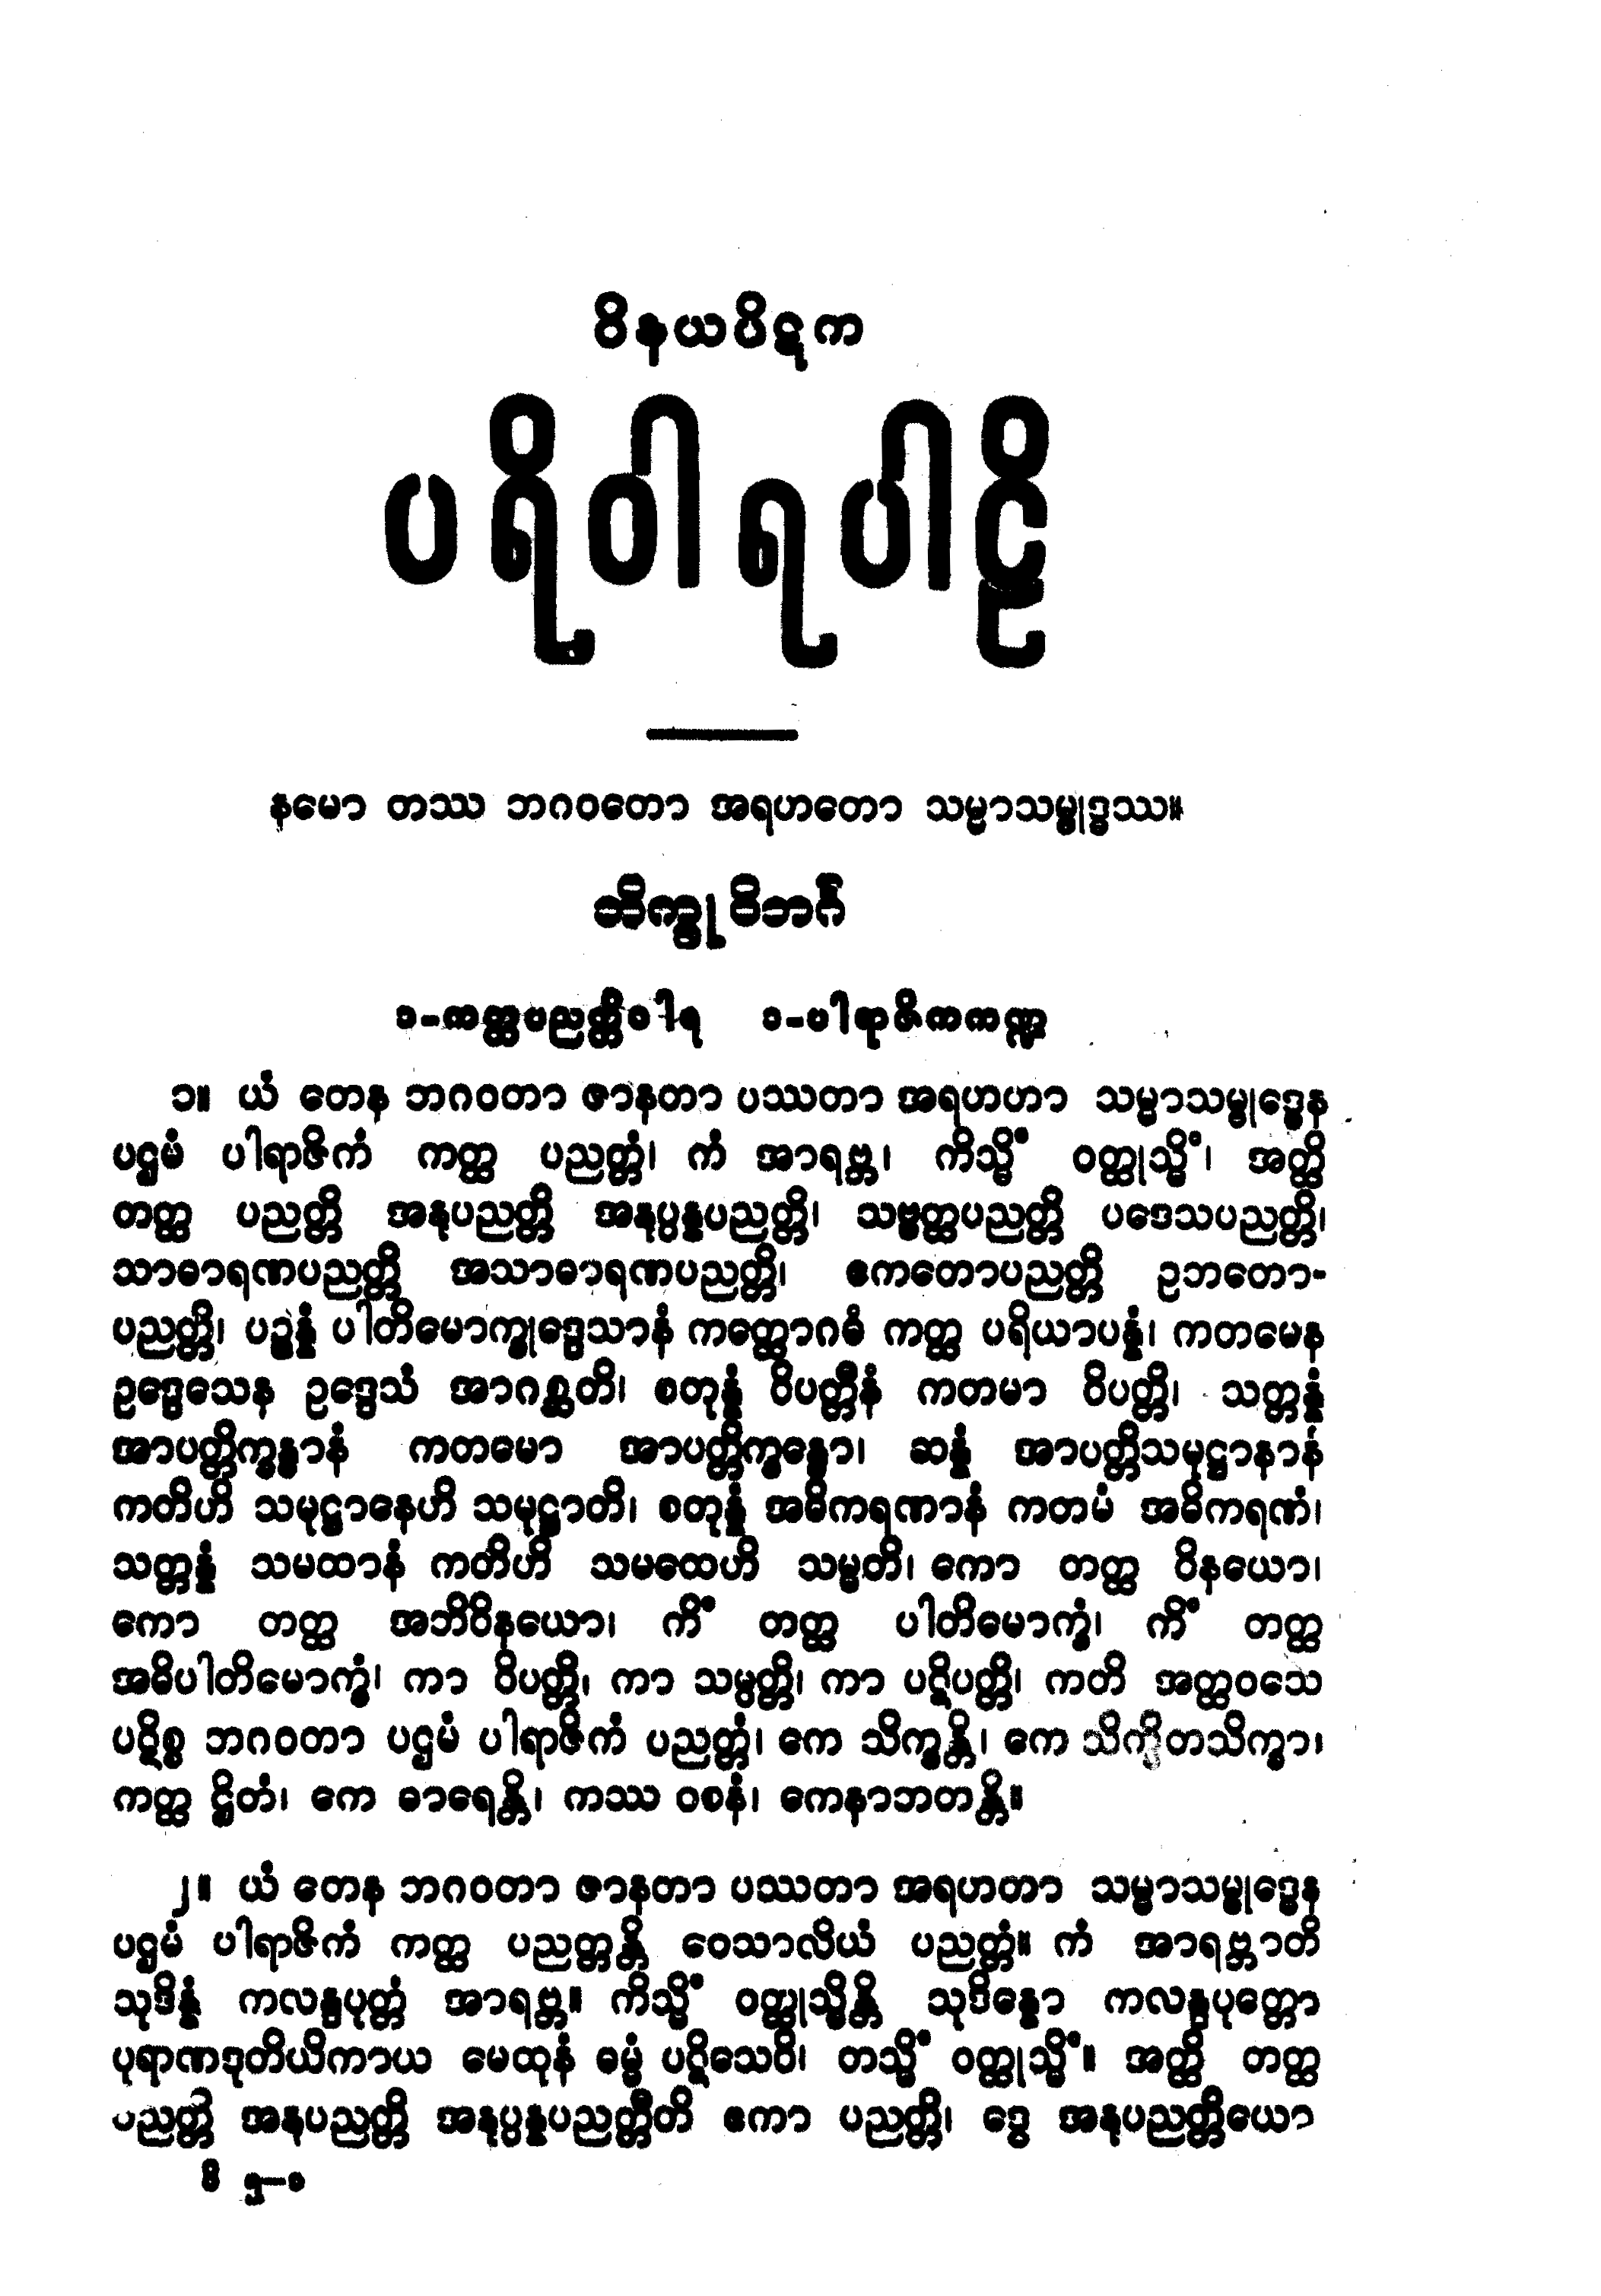 ဝိနယပိဋက
ပရိဝါရပါဠိ
နမော တဿ ဘဂဝတော အရဟတော သမ္မာသမ္ဗုဒ္ဓဿ။
ဘိက္ခုဝိဘင်္ဂ
၁-ကတ္ထပညတ္တိဝါရ ၁-ပါရာဇိကကဏ္ဍ
၁။ ယံ တေန ဘဂဝတာ ဇာနတာ ပဿတာ အရဟဟာ သမ္မာသမ္ဗုဒ္ဓေန
ပဌမံ ပါရာဇိကံ ကတ္ထ ပညတ္တံ၊ ကံ အာရဗ္ဘ၊ ကိသ္မိံ ဝတ္ထုသ္မိံ၊ အတ္ထိ
တတ္ထ ပညတ္တိ အနုပညတ္တိ အနုပ္ပန္နပညတ္တိ၊ သဗ္ဗတ္ထပညတ္တိ ပဒေသပညတ္တိ၊
သာဓာရဏပညတ္တိ အသာဓာရဏပညတ္တိ၊ ဧကတောပညတ္တိ ဥဘတော-
ပညတ္တိ၊ ပဉ္စန္နံ ပါတိမောက္ခုဒ္ဒေသာနံ ကတ္ထောဂဓံ ကတ္ထ ပရိယာပန္နံ၊ ကတမေန
ဥဒ္ဒေသေန ဥဒ္ဒေသံ အာဂစ္ဆတိ၊ စတုန္နံ ဝိပတ္တီနံ ကတမာ ဝိပတ္တိ၊ သတ္တန္နံ
အာပတ္တိက္ခန္ဓာနံ ကတမော အာပတ္တိက္ခန္ဓော၊ ဆန္နံ အာပတ္တိသမုဋ္ဌာနာနံ
ကတိဟိ သမုဋ္ဌာနေဟိ သမုဋ္ဌာတိ၊ စတုန္နံ အဓိကရဏာနံ ကတမံ အဓိကရဏံ၊
သတ္တန္နံ သမထာနံ ကတိဟိ သမထေဟိ သမ္မတိ၊ ကော တတ္ထ ဝိနယော၊
ကော တတ္ထ အဘိဝိနယော၊ ကိံ တတ္ထ ပါတိမောက္ခံ၊ ကိံ တတ္ထ
အဓိပါတိမောက္ခံ၊ ကာ ဝိပတ္တိ၊ ကာ သမ္ပတ္တိ၊ ကာ ပဋိပတ္တိ၊ ကတိ အတ္ထဝသေ
ပဋိစ္စ ဘဂဝတာ ပဌမံ ပါရာဇိကံ ပညတ္တံ၊ ကေ သိက္ခန္တိ၊ ကေ သိက္ခိတသိက္ခာ၊
ကတ္ထ ဋ္ဌိတံ၊ ကေ ဓာရေန္တိ၊ ကဿ ဝစနံ၊ ကေနာဘတန္တိ။
၂။ ယံ တေန ဘဂဝတာ ဇာနတာ ပဿတာ အရဟတာ သမ္မာသမ္ဗုဒ္ဓေန
ပဌမံ ပါရာဇိကံ ကတ္ထ ပညတ္တန္တိ ဝေသာလိယံ ပညတ္တံ။ ကံ အာရဗ္ဘာတိ
သုဒိန္နံ ကလန္ဒပုတ္တံ အာရဗ္ဘ။ ကိသ္မိံ ဝတ္ထုသ္မိန္တိ သုဒိန္နော ကလန္ဒပုတ္တော
ပုရာဏဒုတိယိကာယ မေထုနံ ဓမ္မံ ပဋိသေဝိ၊ တသ္မိံ ဝတ္ထုသ္မိံ။ အတ္ထိ တတ္ထ
ပညတ္တိ အနုပညတ္တိ အနုပ္ပန္နပညတ္တီတိ ဧကာ ပညတ္တိ၊ ဒွေ အနုပညတ္တိယော
ဝိ ၅-၁